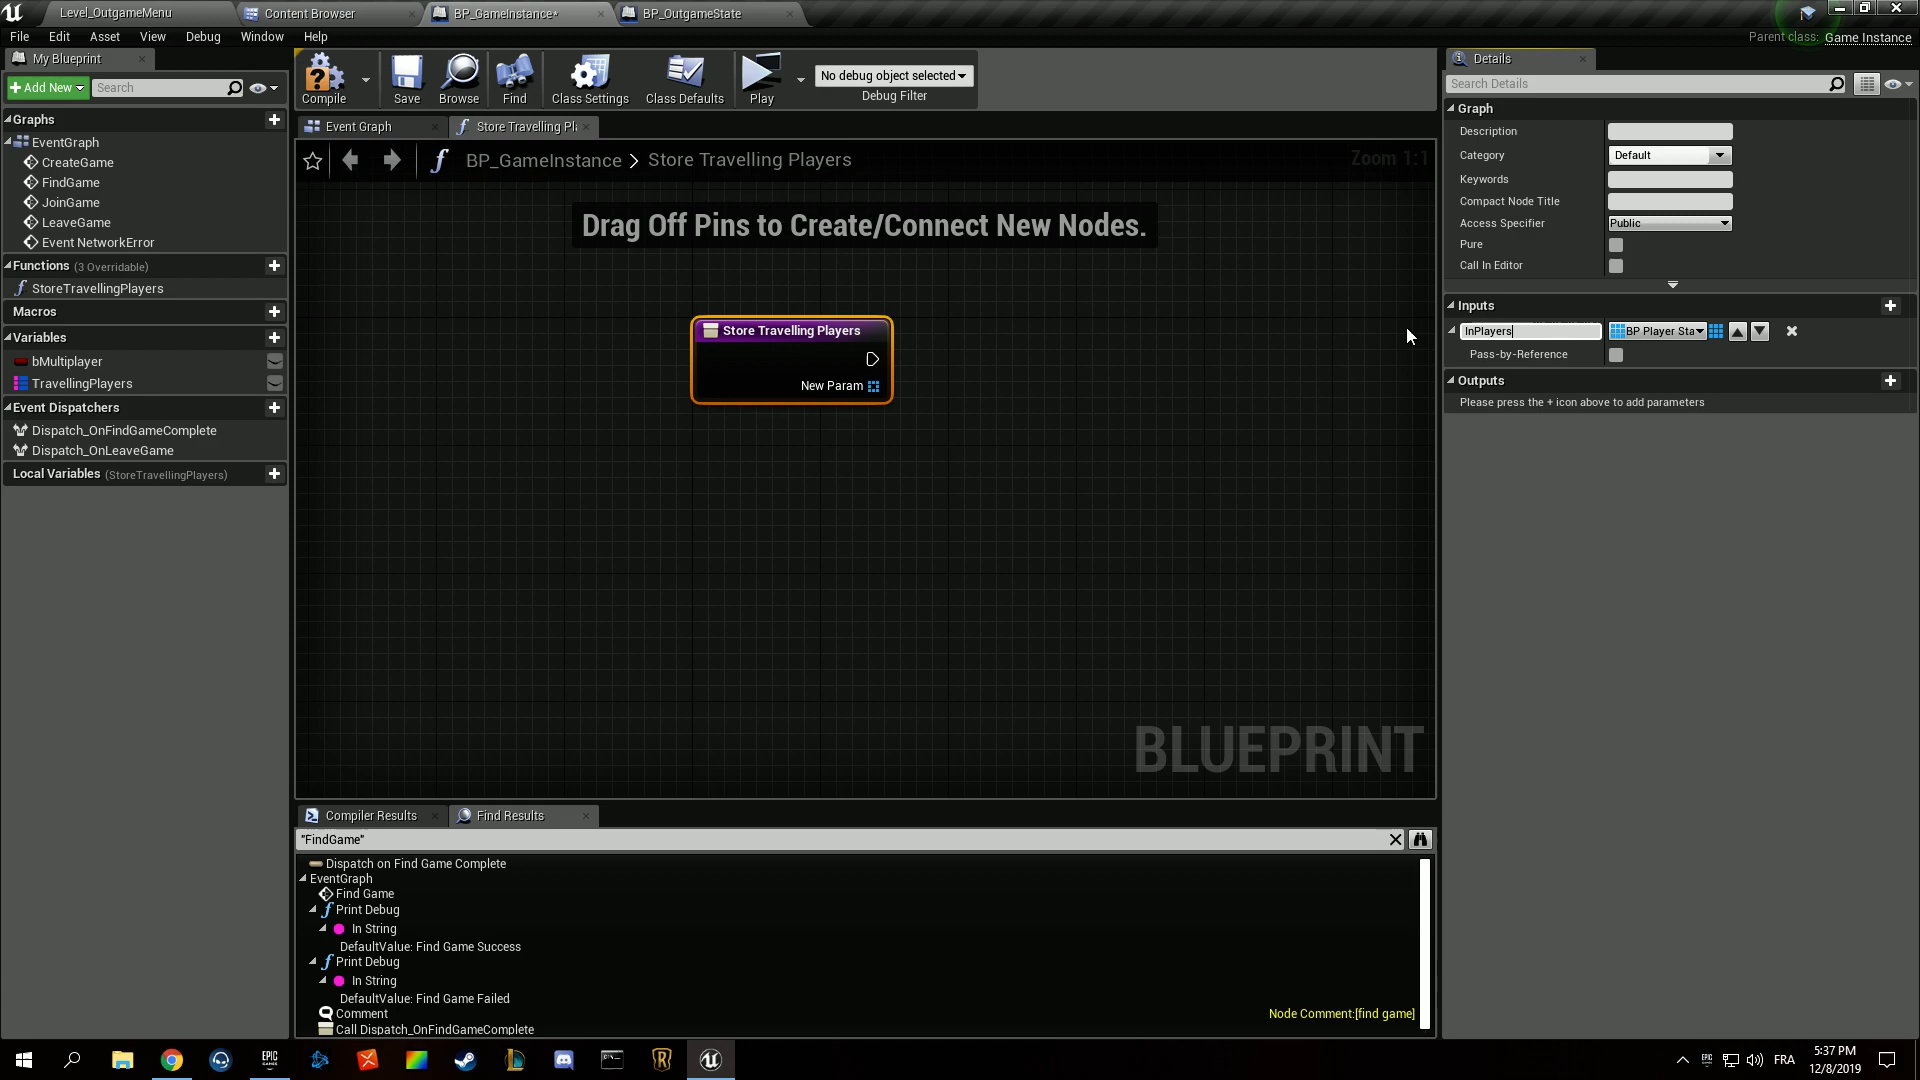 Level_OutgameMenu
Content Browser
BP_GameInstance*
BP_OutgameState
File Edit Asset View Debug Window Help
Parent class: Game Instance
My Blueprint
Add New
Search
Compile
Save
Browse
Find
Class Settings
Class Defaults
Play
No debug object selected
Debug Filter
Event Graph
Store Travelling Pl
BP_GameInstance > Store Travelling Players
Zoom 1:1
Drag Off Pins to Create/Connect New Nodes.
Store Travelling Players
New Param
BLUEPRINT
Graphs
EventGraph
CreateGame
FindGame
JoinGame
LeaveGame
Event NetworkError
Functions (3 Overridable)
StoreTravellingPlayers
Macros
Variables
bMultiplayer
TravellingPlayers
Event Dispatchers
Dispatch_OnFindGameComplete
Dispatch_OnLeaveGame
Local Variables (StoreTravellingPlayers)
Details
Search Details
Graph
Description
Category Default
Keywords
Compact Node Title
Access Specifier Public
Pure
Call In Editor
Inputs
InPlayers BP Player Sta
Pass-by-Reference
Outputs
Please press the + icon above to add parameters
Compiler Results
Find Results
"FindGame"
Dispatch on Find Game Complete
EventGraph
Find Game
Print Debug
In String
DefaultValue: Find Game Success
Print Debug
In String
DefaultValue: Find Game Failed
Comment
Node Comment:[find game]
Call Dispatch_OnFindGameComplete
FRA
5:37 PM
12/8/2019